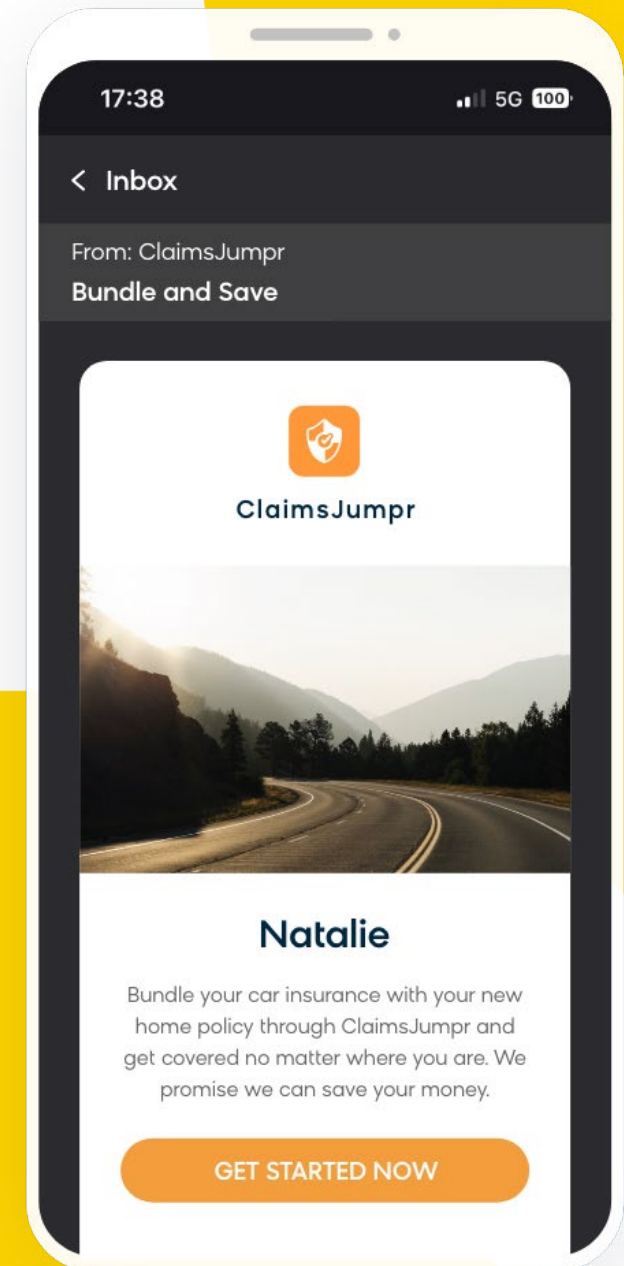 17:38 5G 100
Inbox
From: ClaimsJumpr
Bundle and Save
ClaimsJumpr
Natalie
Bundle your car insurance with your new
home policy through ClaimsJumpr and
get covered no matter where you are. We
promise we can save your money.
GET STARTED NOW